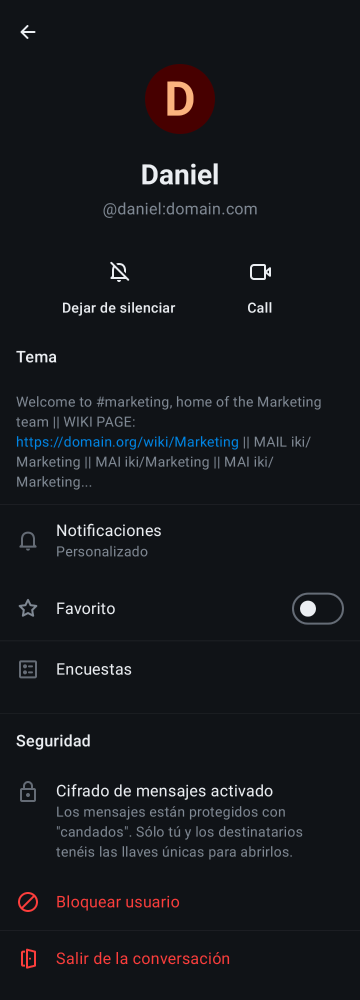 D
Daniel
@daniel:domain.com
Dejar de silenciar
Call
Tema
Welcome to #marketing, home of the Marketing
team || WIKI PAGE:
https://domain.org/wiki/Marketing || MAIL iki/
Marketing || MAI iki/Marketing || MAI iki/
Marketing...
Notificaciones
Personalizado
Favorito
Encuestas
Seguridad
Cifrado de mensajes activado
Los mensajes están protegidos con
"candados". Sólo tú y los destinatarios
tenéis las llaves únicas para abrirlos.
Bloquear usuario
Salir de la conversación